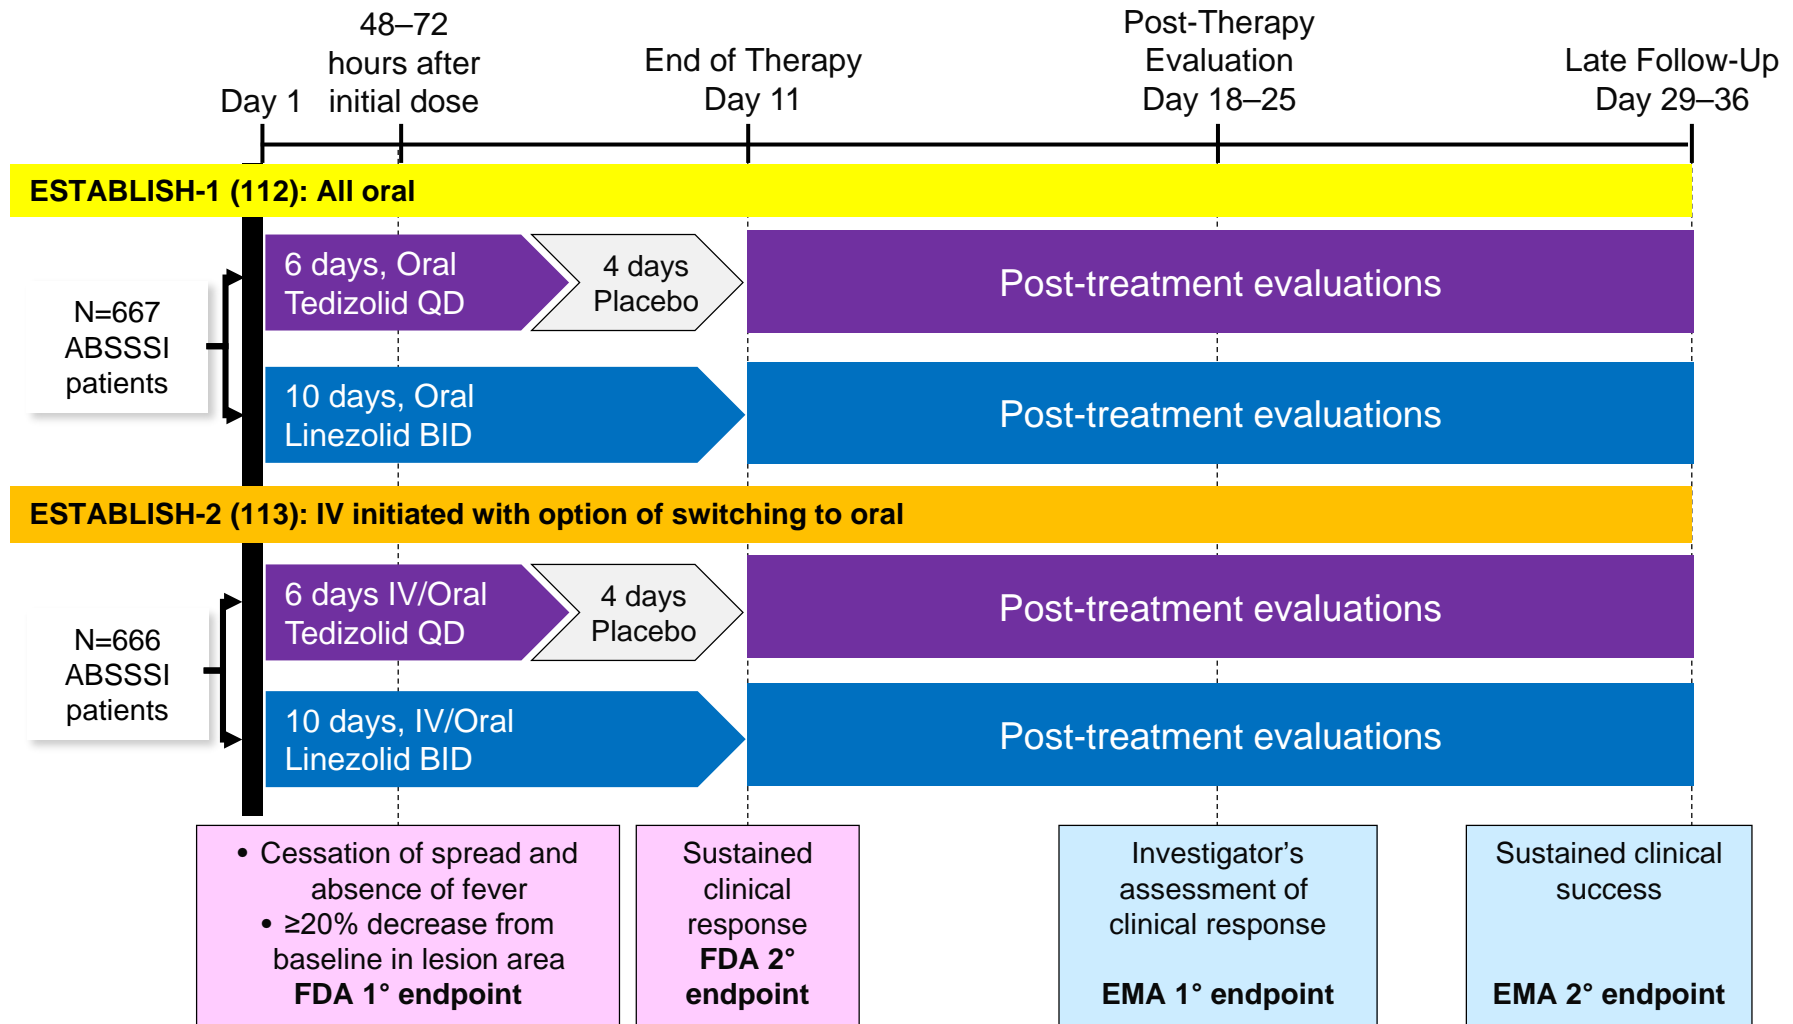 48–72
hours after
initial dose
Day 1
End of Therapy
Day 11
Post-Therapy
Evaluation
Day 18–25
Late Follow-Up
Day 29–36
ESTABLISH-1 (112): All oral
N=667
ABSSSI
patients
6 days, Oral
Tedizolid QD
4 days
Placebo
Post-treatment evaluations
10 days, Oral
Linezolid BID
Post-treatment evaluations
ESTABLISH-2 (113): IV initiated with option of switching to oral
N=666
ABSSSI
patients
6 days IV/Oral
Tedizolid QD
4 days
Placebo
Post-treatment evaluations
10 days, IV/Oral
Linezolid BID
Post-treatment evaluations
• Cessation of spread and
absence of fever
• ≥20% decrease from
baseline in lesion area
FDA 1° endpoint
Sustained
clinical
response
FDA 2°
endpoint
Investigator’s
assessment of
clinical response
EMA 1° endpoint
Sustained clinical
success
EMA 2° endpoint